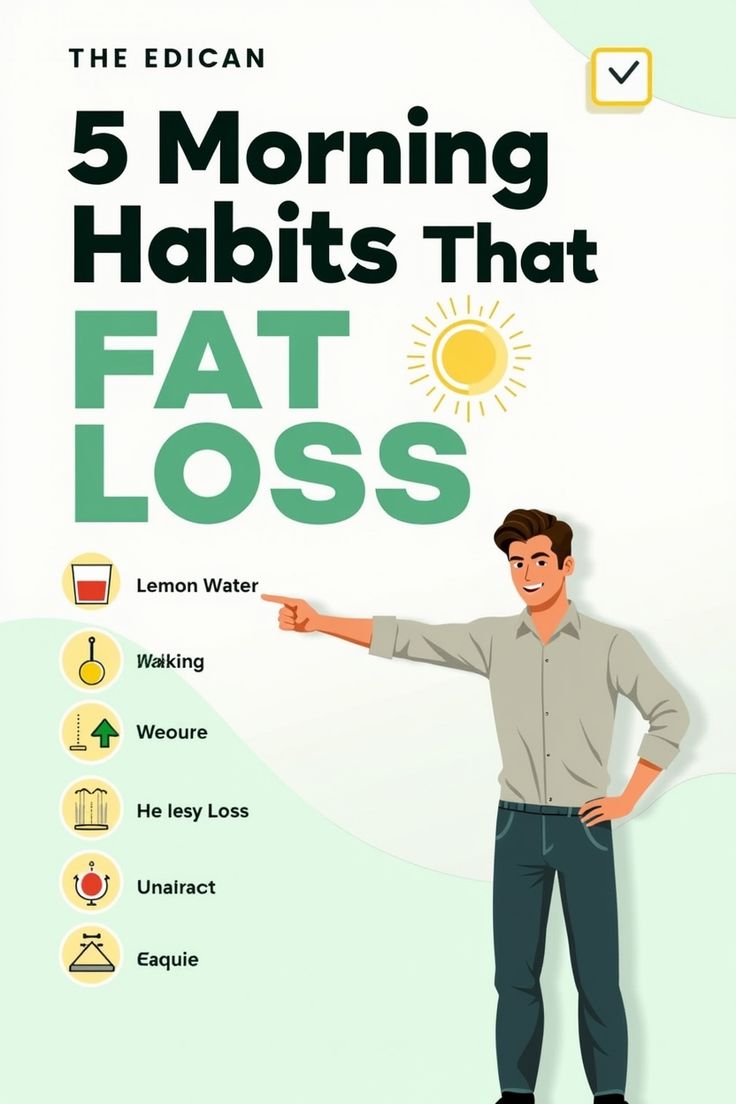 THE EDICAN
5 Morning
Habits That
FAT
LOSS
Lemon Water
Walking
Weoure
He lesy Loss
Unairact
Eaquie